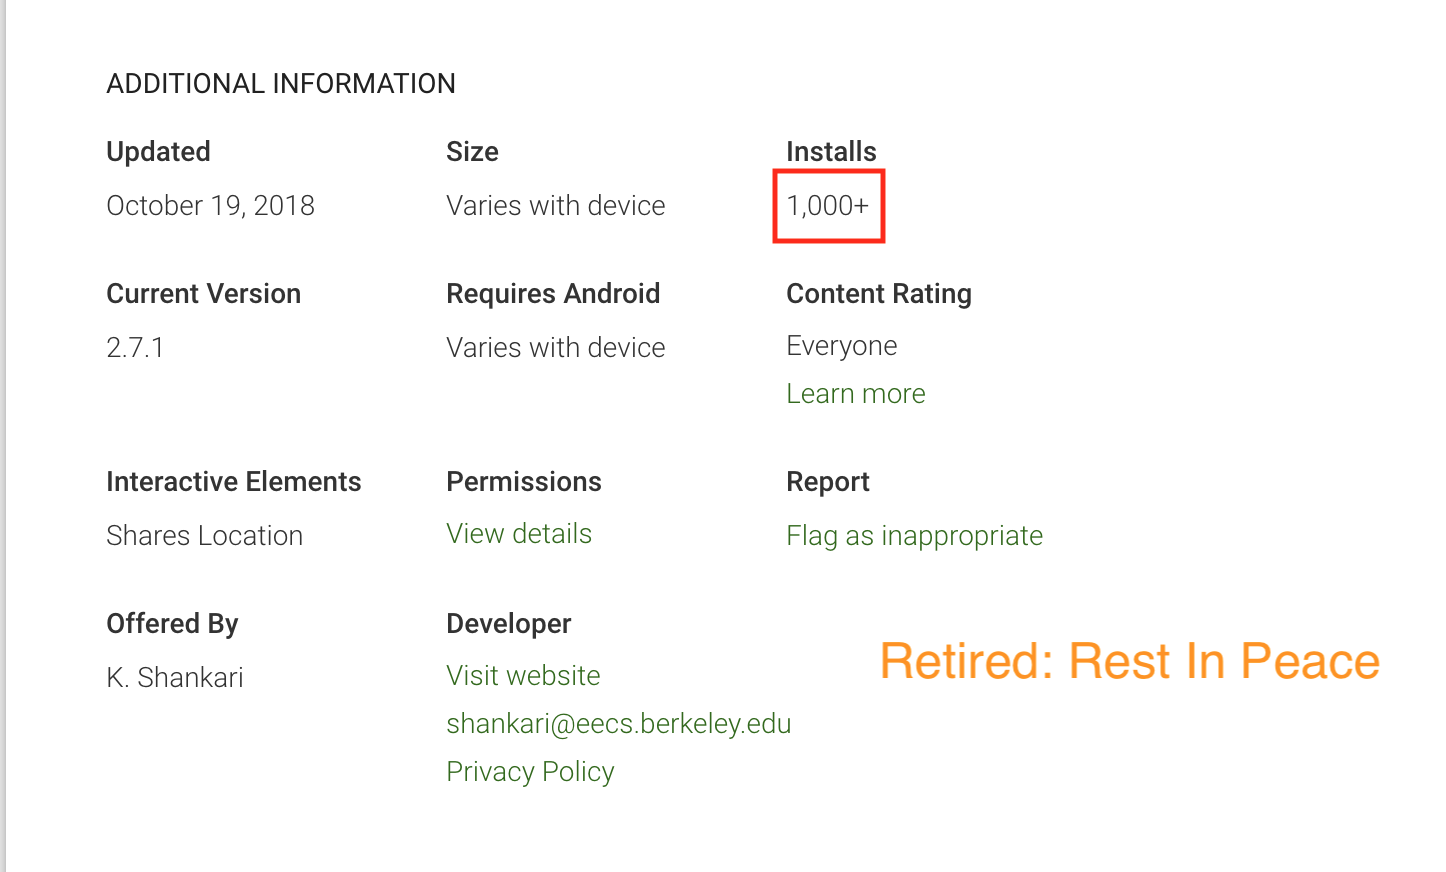 ADDITIONAL INFORMATION
Updated
October 19, 2018
Size
Varies with device
Installs
1,000+
Current Version
2.7.1
Requires Android
Varies with device
Content Rating
Everyone
Learn more
Interactive Elements
Shares Location
Permissions
View details
Report
Flag as inappropriate
Offered By
K. Shankari
Developer
Visit website
shankari@eecs.berkeley.edu
Privacy Policy
Retired: Rest In Peace